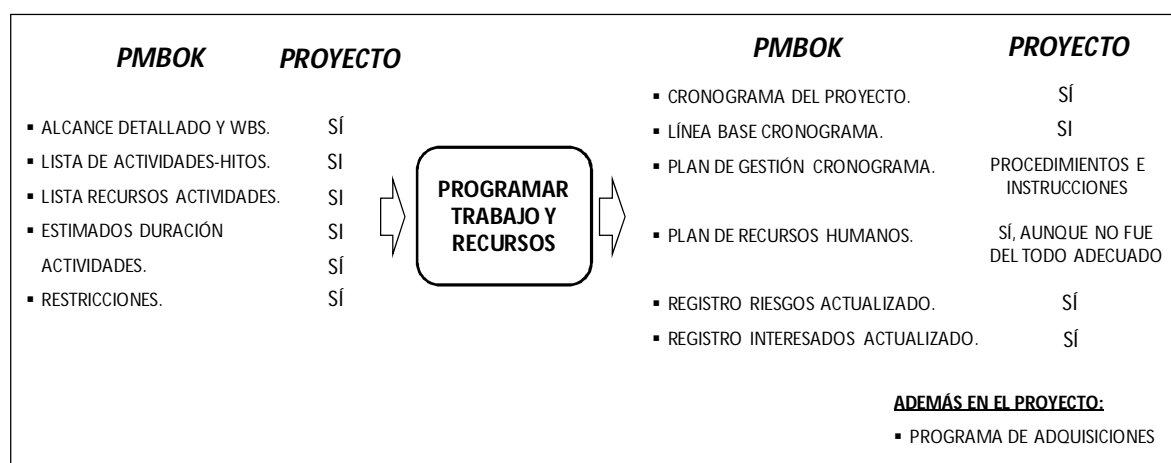 PMBOK PROYECTO
▪ ALCANCE DETALLADO Y WBS. SÍ
▪ LISTA DE ACTIVIDADES-HITOS. SI
▪ LISTA RECURSOS ACTIVIDADES. SI
▪ ESTIMADOS DURACIÓN SI
ACTIVIDADES. SÍ
▪ RESTRICCIONES. SÍ
PROGRAMAR
TRABAJO Y
RECURSOS
PMBOK PROYECTO
▪ CRONOGRAMA DEL PROYECTO. SÍ
▪ LÍNEA BASE CRONOGRAMA. SI
▪ PLAN DE GESTIÓN CRONOGRAMA. PROCEDIMIENTOS E
INSTRUCCIONES
▪ PLAN DE RECURSOS HUMANOS. SÍ, AUNQUE NO FUE
DEL TODO ADECUADO
▪ REGISTRO RIESGOS ACTUALIZADO. SÍ
▪ REGISTRO INTERESADOS ACTUALIZADO. SÍ
ADEMÁS EN EL PROYECTO:
▪ PROGRAMA DE ADQUISICIONES